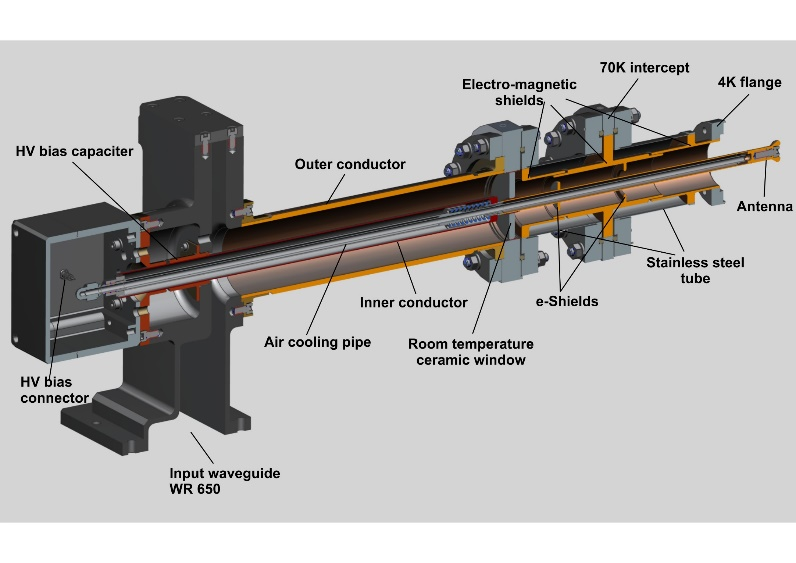 70K intercept
Electro-magnetic
shields
4K flange
HV bias capaciter
Outer conductor
Antenna
Stainless steel
tube
Inner conductor
e-Shields
Air cooling pipe
Room temperature
ceramic window
HV bias
connector
Input waveguide
WR 650